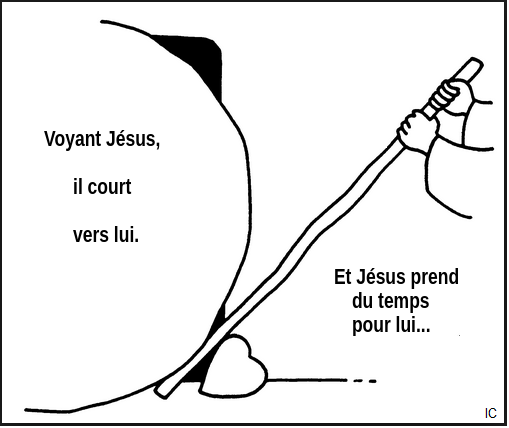 Voyant Jésus,
il court
vers lui.
Et Jésus prend
du temps
pour lui...
IC